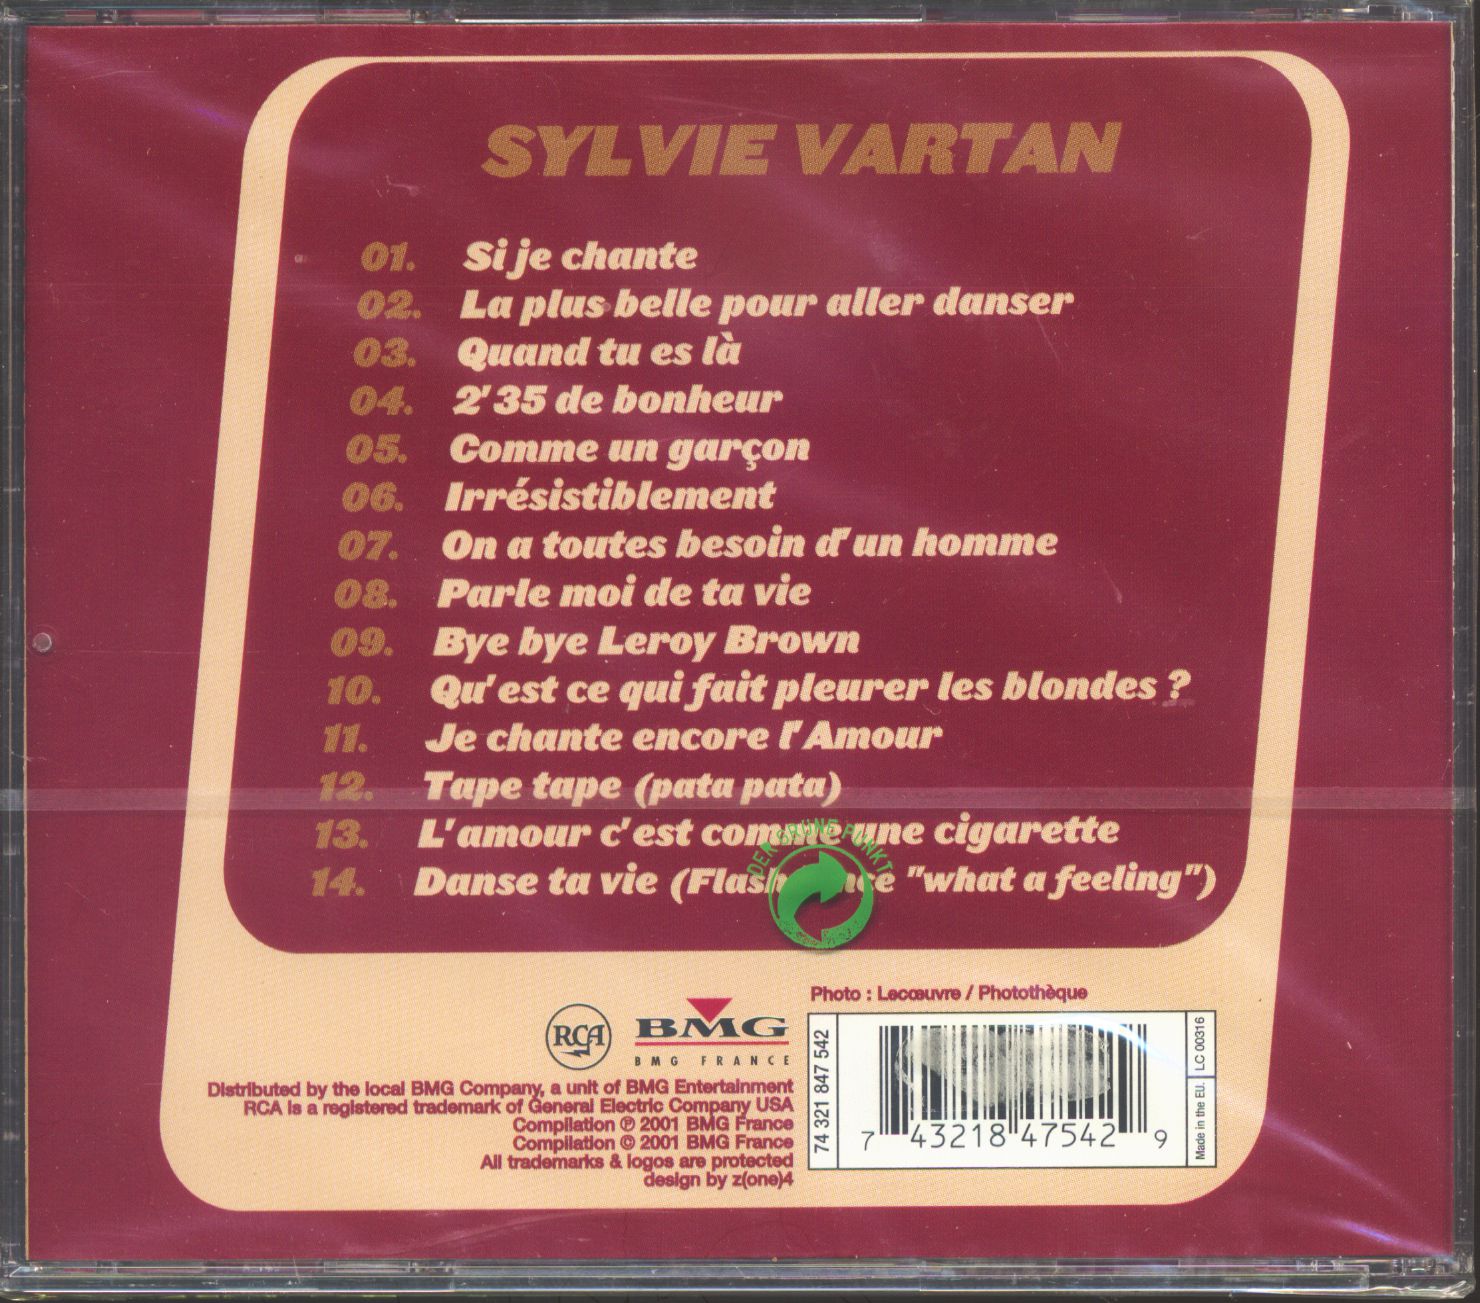 SYLVIE VARTAN
01. Si je chante
02. La plus belle pour aller danser
03. Quand tu es là
04. 2'35 de bonheur
05. Comme un garçon
06. Irrésistiblement
07. On a toutes besoin d'un homme
08. Parle moi de ta vie
09. Bye bye Leroy Brown
10. Qu'est ce qui fait pleurer les blondes ?
11. Je chante encore l'Amour
12. Tape tape (pata pata)
13. L'amour c'est comme une cigarette
14. Danse ta vie (Flashdance "what a feeling")
DER GRÜNE PUNKT
Photo : Lecœuvre / Photothèque
RCA
BMG
BMG FRANCE
Distributed by the local BMG Company, a unit of BMG Entertainment
RCA is a registered trademark of General Electric Company USA
Compilation ℗ 2001 BMG France
Compilation © 2001 BMG France
All trademarks & logos are protected
design by z(one)4
74 321 847 542
7 43218 47542 9
Made in the EU. LC 00316